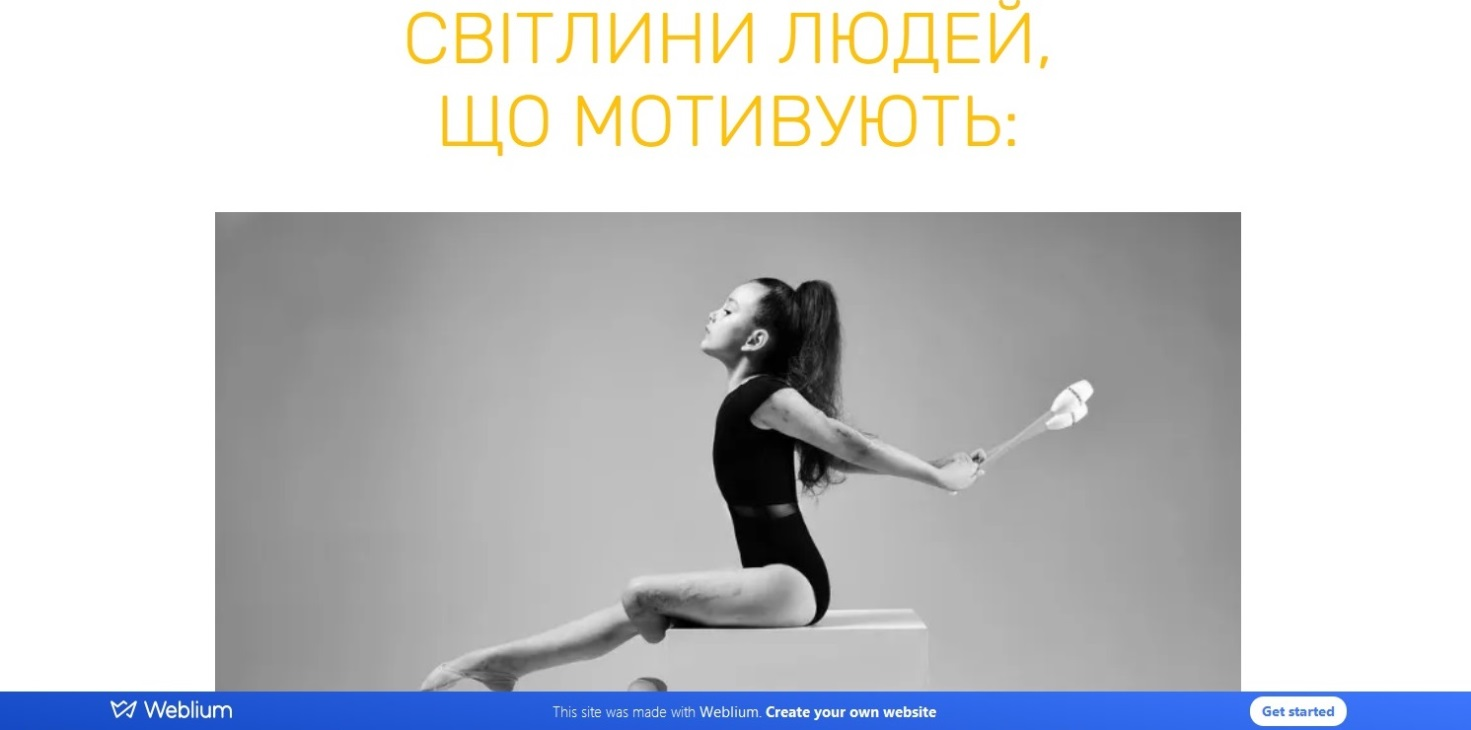 СВІТЛИНИ ЛЮДЕЙ,
ЩО МОТИВУЮТЬ:
Weblium
This site was made with Weblium. Create your own website
Get started